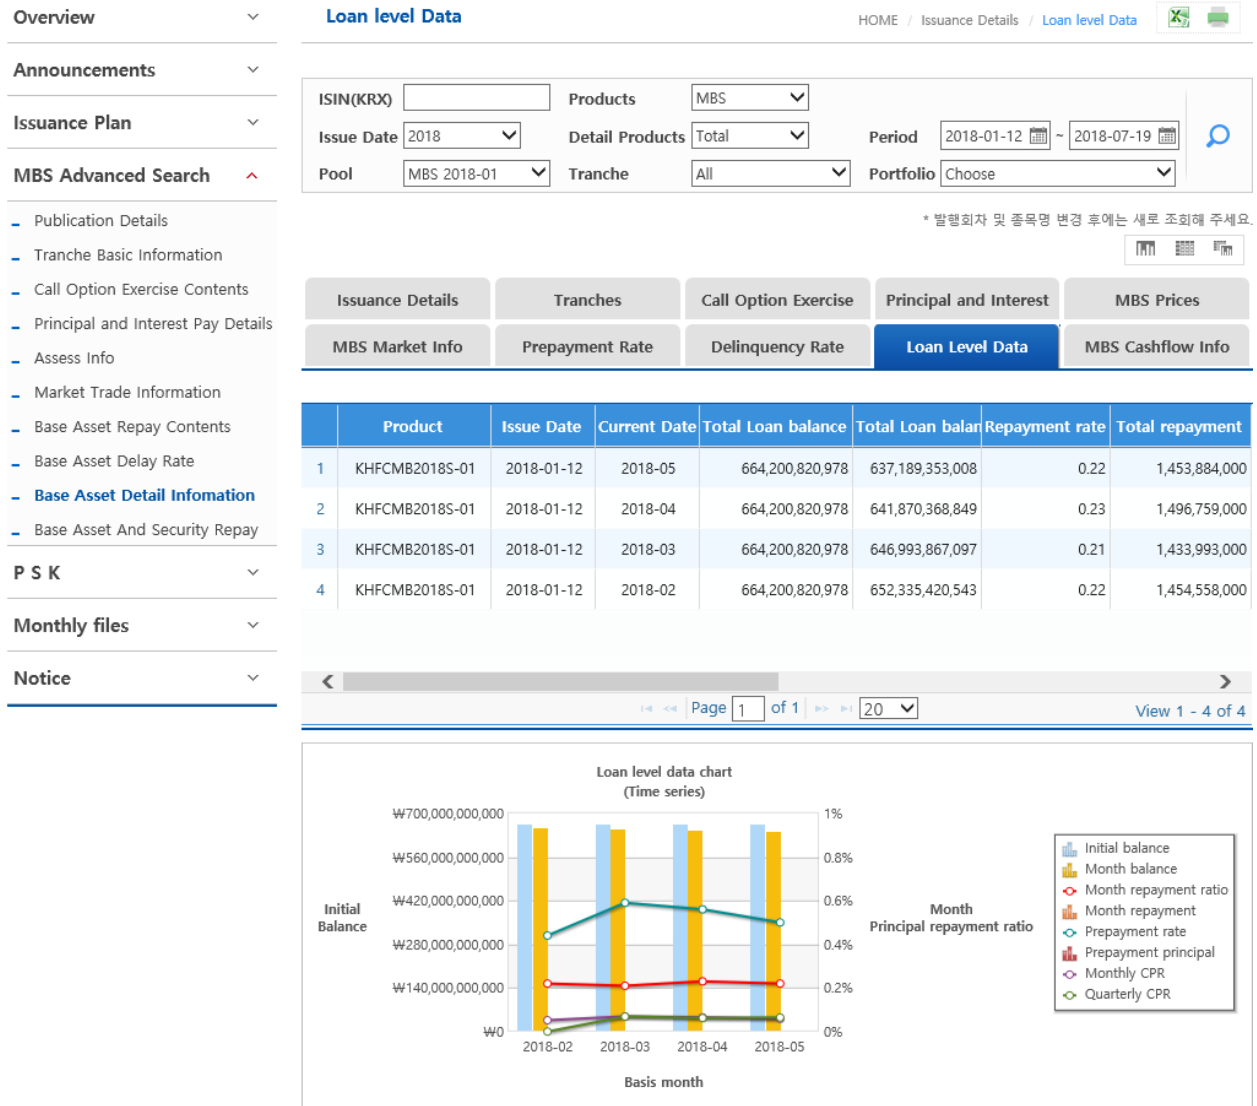 Overview
Announcements
Issuance Plan
MBS Advanced Search
Publication Details
Tranche Basic Information
Call Option Exercise Contents
Principal and Interest Pay Details
Assess Info
Market Trade Information
Base Asset Repay Contents
Base Asset Delay Rate
Base Asset Detail Infomation
Base Asset And Security Repay
P S K
Monthly files
Notice
Loan level Data
HOME / Issuance Details / Loan level Data
ISIN(KRX) Products MBS
Issue Date 2018 Detail Products Total Period 2018-01-12 ~ 2018-07-19
Pool MBS 2018-01 Tranche All Portfolio Choose
* 발행회차 및 종목명 변경 후에는 새로 조회해 주세요.
Issuance Details Tranches Call Option Exercise Principal and Interest MBS Prices
MBS Market Info Prepayment Rate Delinquency Rate Loan Level Data MBS Cashflow Info
Product Issue Date Current Date Total Loan balance Total Loan balar Repayment rate Total repayment
1 KHFCMB2018S-01 2018-01-12 2018-05 664,200,820,978 637,189,353,008 0.22 1,453,884,000
2 KHFCMB2018S-01 2018-01-12 2018-04 664,200,820,978 641,870,368,849 0.23 1,496,759,000
3 KHFCMB2018S-01 2018-01-12 2018-03 664,200,820,978 646,993,867,097 0.21 1,433,993,000
4 KHFCMB2018S-01 2018-01-12 2018-02 664,200,820,978 652,335,420,543 0.22 1,454,558,000
Page 1 of 1 20 View 1 - 4 of 4
Loan level data chart
(Time series)
₩700,000,000,000 1%
₩560,000,000,000 0.8%
₩420,000,000,000 0.6%
₩280,000,000,000 0.4%
₩140,000,000,000 0.2%
₩0 0%
Initial
Balance
Month
Principal repayment ratio
2018-02 2018-03 2018-04 2018-05
Basis month
Initial balance
Month balance
Month repayment ratio
Month repayment
Prepayment rate
Prepayment principal
Monthly CPR
Quarterly CPR